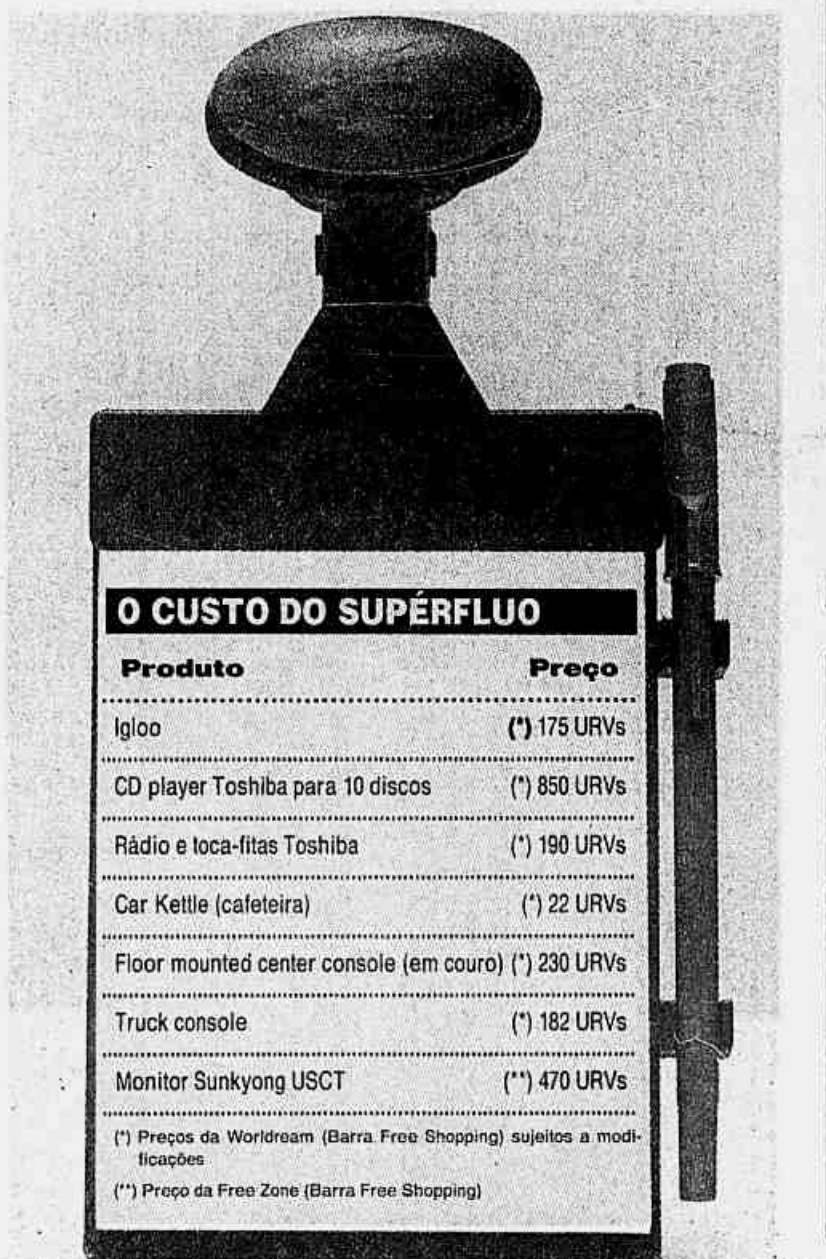 O CUSTO DO SUPÉRFLUO
Produto Preço
Igloo (*) 175 URVs
CD player Toshiba para 10 discos (*) 850 URVs
Rádio e toca-fitas Toshiba (*) 190 URVs
Car Kettle (cafeteira) (*) 22 URVs
Floor mounted center console (em couro) (*) 230 URVs
Truck console (*) 182 URVs
Monitor Sunkyong USCT (**) 470 URVs
(*) Preços da Worldream (Barra Free Shopping) sujeitos a modi-
ficações
(**) Preço da Free Zone (Barra Free Shopping)